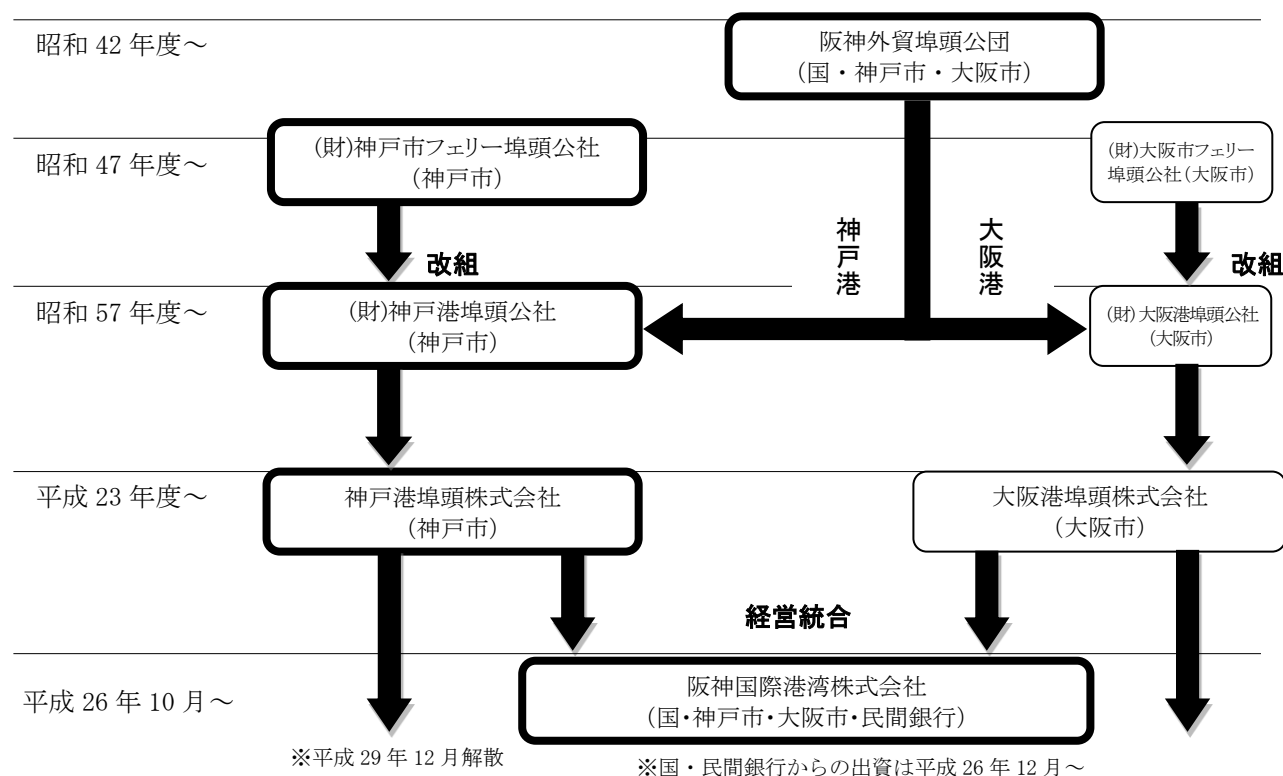 昭和 42 年度～
阪神外貿埠頭公団
（国・神戸市・大阪市）
昭和 47 年度～
(財)神戸市フェリー埠頭公社
（神戸市）
(財)大阪市フェリー
埠頭公社（大阪市）
神戸港
大阪港
改組
改組
昭和 57 年度～
(財)神戸港埠頭公社
（神戸市）
(財)大阪港埠頭公社
（大阪市）
平成 23 年度～
神戸港埠頭株式会社
（神戸市）
大阪港埠頭株式会社
（大阪市）
経営統合
平成 26 年 10 月～
阪神国際港湾株式会社
（国・神戸市・大阪市・民間銀行）
※平成 29 年 12 月解散
※国・民間銀行からの出資は平成 26 年 12 月～